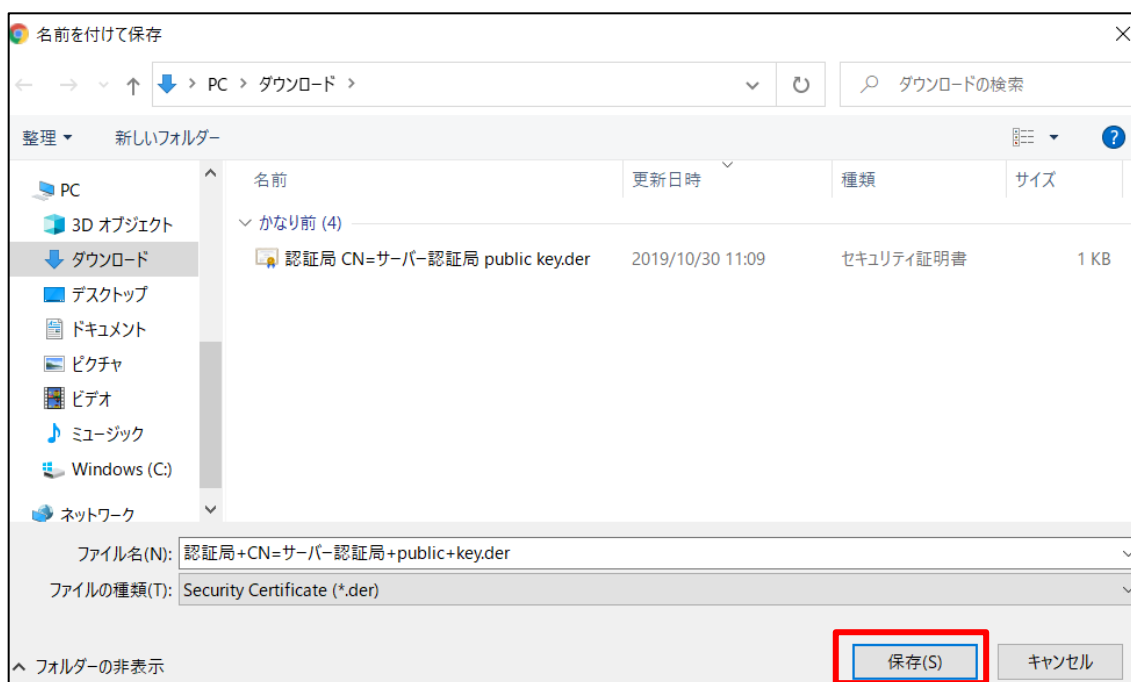 名前を付けて保存
PC > ダウンロード >
ダウンロードの検索
整理
新しいフォルダー
PC
3D オブジェクト
ダウンロード
デスクトップ
ドキュメント
ピクチャ
ビデオ
ミュージック
Windows (C:)
ネットワーク
名前 更新日時 種類 サイズ
かなり前 (4)
認証局 CN=サーバー認証局 public key.der 2019/10/30 11:09 セキュリティ証明書 1 KB
ファイル名(N): 認証局+CN=サーバー認証局+public+key.der
ファイルの種類(T): Security Certificate (*.der)
フォルダーの非表示
保存(S)
キャンセル